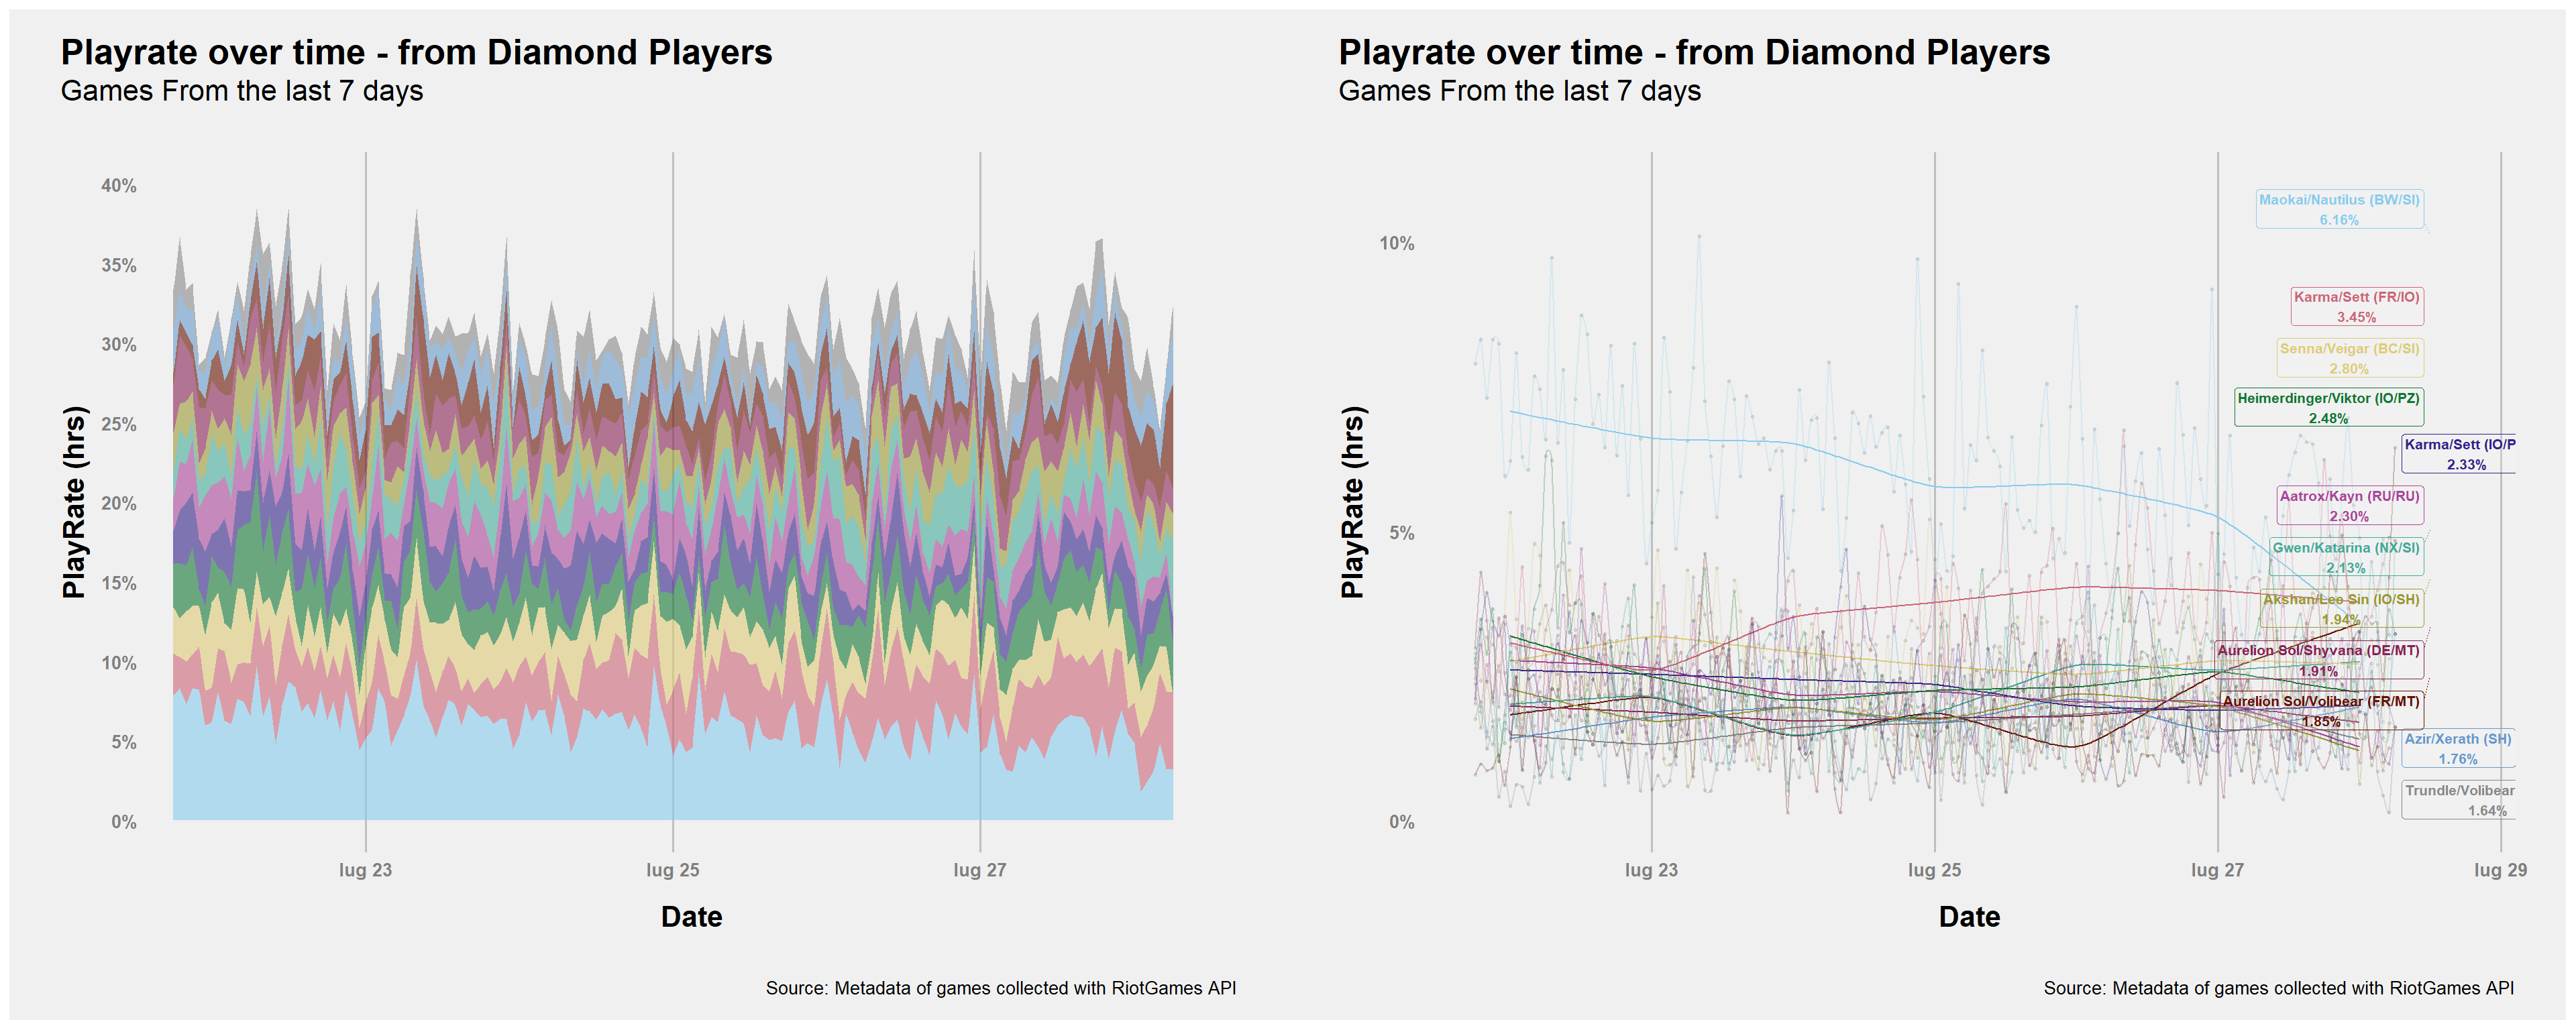 Playrate over time - from Diamond Players
Games From the last 7 days
40%
35%
30%
25%
20%
15%
10%
5%
0%
PlayRate (hrs)
lug 23
lug 25
lug 27
Date
Source: Metadata of games collected with RiotGames API
Playrate over time - from Diamond Players
Games From the last 7 days
10%
5%
0%
PlayRate (hrs)
Maokai/Nautilus (BW/SI)
6.16%
Karma/Sett (FR/IO)
3.45%
Senna/Veigar (BC/SI)
2.80%
Heimerdinger/Viktor (IO/PZ)
2.48%
Karma/Sett (IO/P
2.33%
Aatrox/Kayn (RU/RU)
2.30%
Gwen/Katarina (NX/SI)
2.13%
Akshan/Lee Sin (IO/SH)
1.94%
Aurelion Sol/Shyvana (DE/MT)
1.91%
Aurelion Sol/Volibear (FR/MT)
1.85%
Azir/Xerath (SH)
1.76%
Trundle/Volibear
1.64%
lug 23
lug 25
lug 27
lug 29
Date
Source: Metadata of games collected with RiotGames API